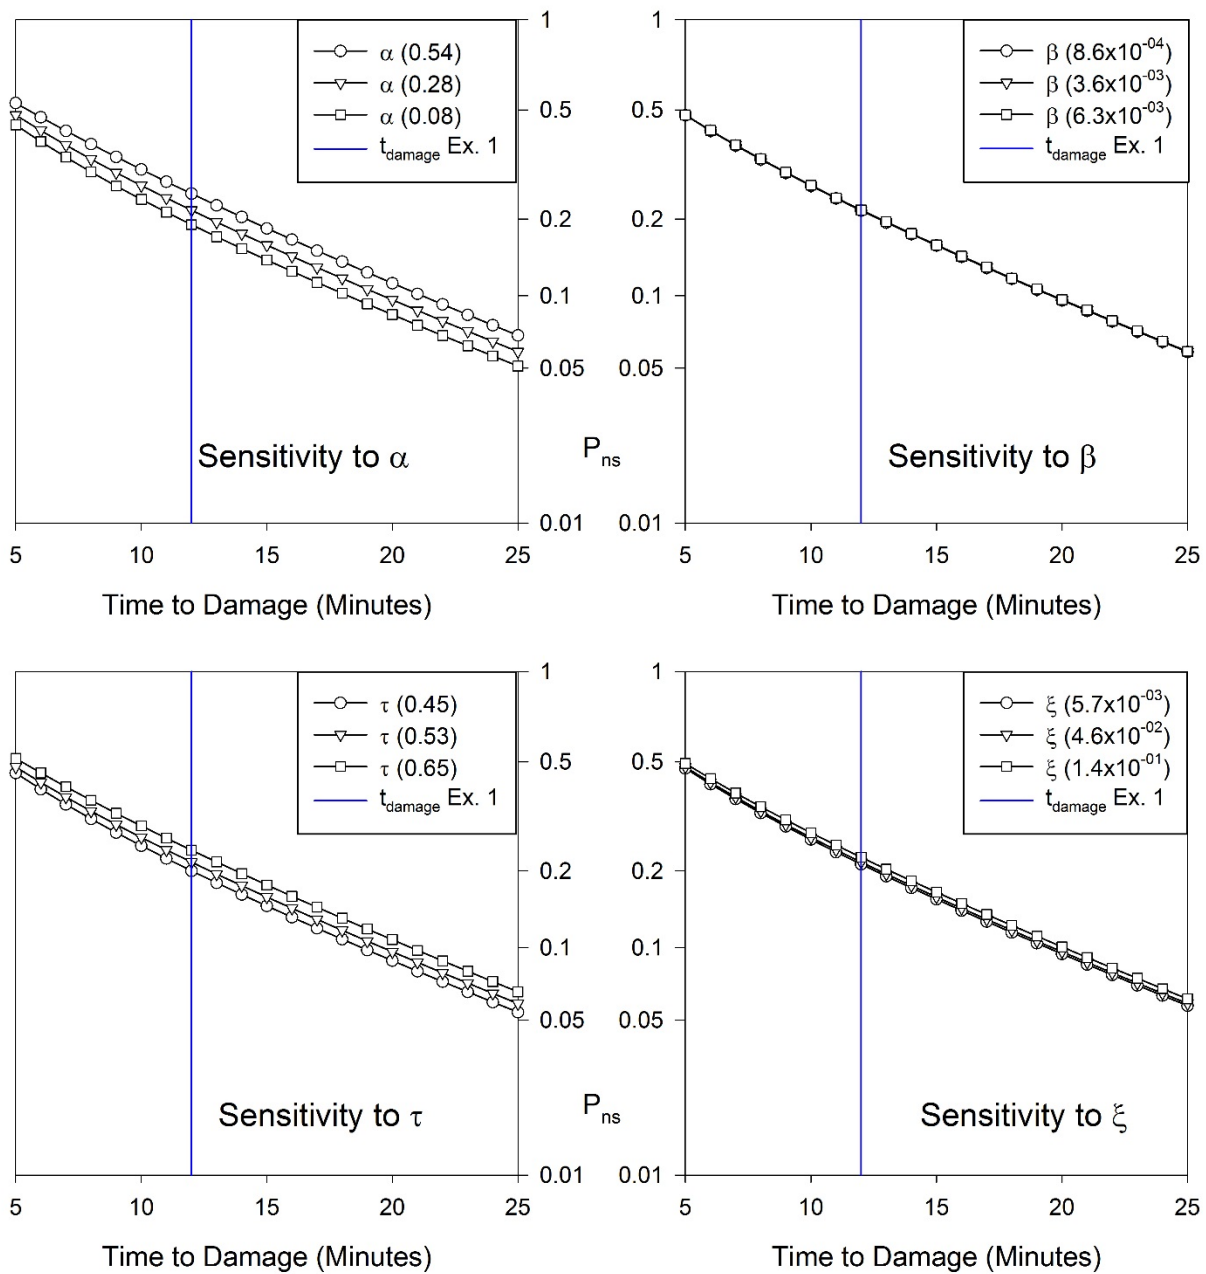 α (0.54)
α (0.28)
α (0.08)
t_damage Ex. 1
1
0.5
0.2
0.1
0.05
0.01
Sensitivity to α
5 10 15 20 25
Time to Damage (Minutes)
P_ns
β (8.6x10^-04)
β (3.6x10^-03)
β (6.3x10^-03)
t_damage Ex. 1
1
0.5
0.2
0.1
0.05
0.01
Sensitivity to β
5 10 15 20 25
Time to Damage (Minutes)
τ (0.45)
τ (0.53)
τ (0.65)
t_damage Ex. 1
1
0.5
0.2
0.1
0.05
0.01
Sensitivity to τ
5 10 15 20 25
Time to Damage (Minutes)
P_ns
ξ (5.7x10^-03)
ξ (4.6x10^-02)
ξ (1.4x10^-01)
t_damage Ex. 1
1
0.5
0.2
0.1
0.05
0.01
Sensitivity to ξ
5 10 15 20 25
Time to Damage (Minutes)